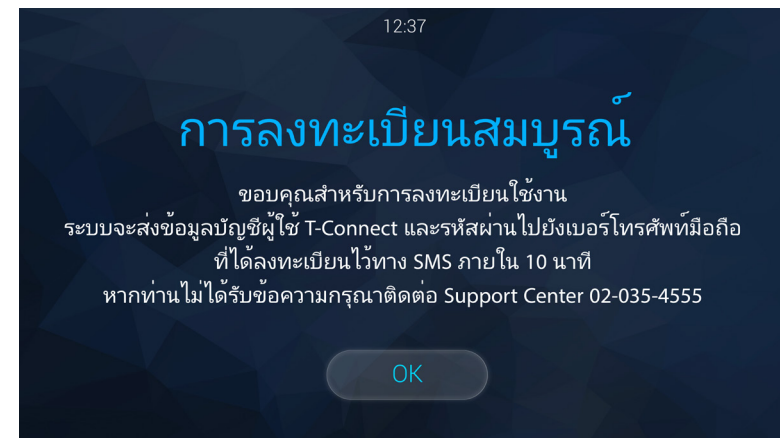 12:37
การลงทะเบียนสมบูรณ์
ขอบคุณสำหรับการลงทะเบียนใช้งาน
ระบบจะส่งข้อมูลบัญชีผู้ใช้ T-Connect และรหัสผ่านไปยังเบอร์โทรศัพท์มือถือ
ที่ได้ลงทะเบียนไว้ทาง SMS ภายใน 10 นาที
หากท่านไม่ได้รับข้อความกรุณาติดต่อ Support Center 02-035-4555
OK